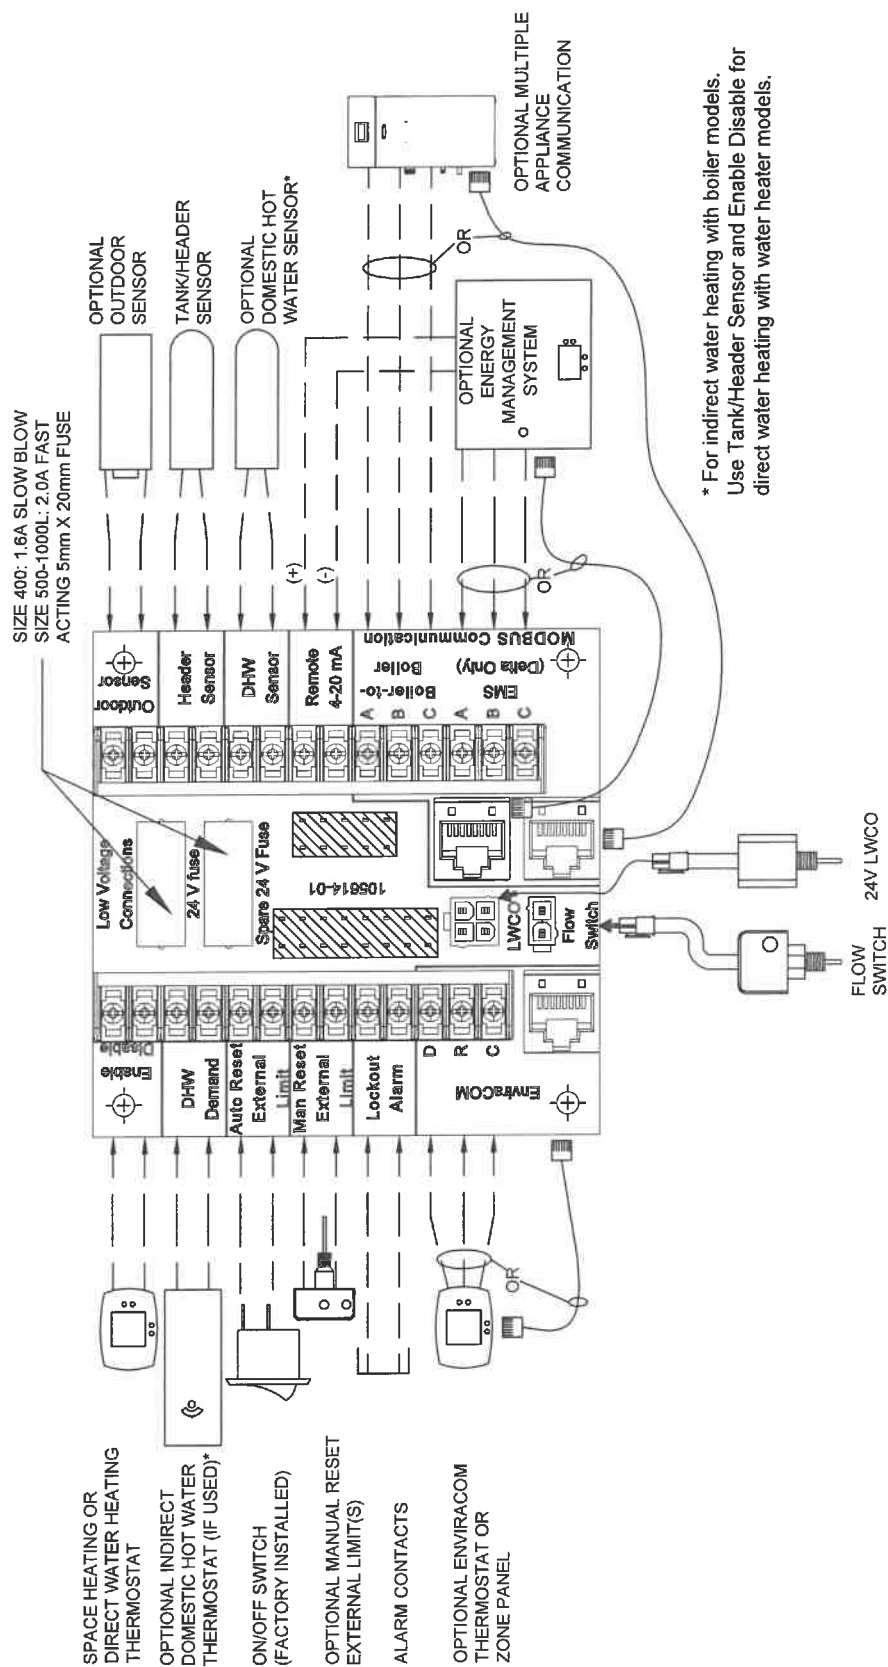 SIZE 400: 1.6A SLOW BLOW
SIZE 500-1000L: 2.0A FAST
ACTING 5mm X 20mm FUSE
OPTIONAL
OUTDOOR
SENSOR
TANK/HEADER
SENSOR
OPTIONAL
DOMESTIC HOT
WATER SENSOR*
OPTIONAL MULTIPLE
APPLIANCE
COMMUNICATION
OR
OPTIONAL
ENERGY
MANAGEMENT
SYSTEM
OR
(+)
(-)
* For indirect water heating with boiler models.
Use Tank/Header Sensor and Enable Disable for
direct water heating with water heater models.
Outdoor
Sensor
Header
Sensor
DHW
Sensor
Remote
4-20 mA
Boiler-to-
Boiler
A
B
C
EMS
(Delta Only)
A
B
C
MODBUS Communication
Low Voltage
Connections
24 V fuse
Spare 24 V Fuse
105614-01
LWCO
Flow
Switch
Enable
Disable
DHW
Demand
Auto Reset
External
Limit
Man Reset
External
Limit
Lockout
Alarm
D
R
C
EnviraCOM
24V LWCO
FLOW
SWITCH
OR
SPACE HEATING OR
DIRECT WATER HEATING
THERMOSTAT
OPTIONAL INDIRECT
DOMESTIC HOT WATER
THERMOSTAT (IF USED)*
ON/OFF SWITCH
(FACTORY INSTALLED)
OPTIONAL MANUAL RESET
EXTERNAL LIMIT(S)
ALARM CONTACTS
OPTIONAL ENVIRACOM
THERMOSTAT OR
ZONE PANEL